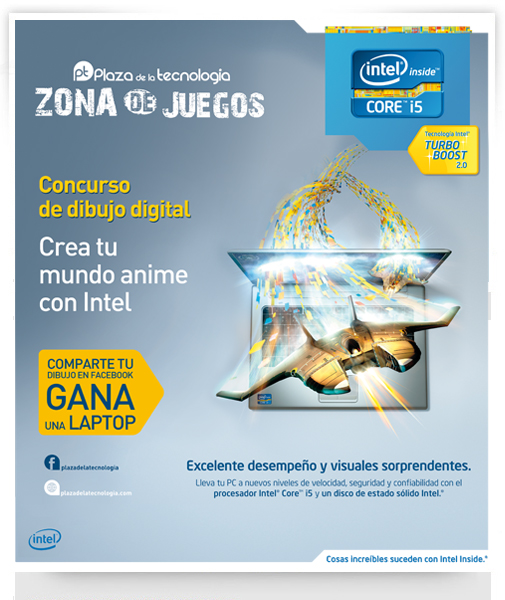 pt Plaza de la tecnología
ZONA DE JUEGOS
intel inside™
CORE™ i5
Tecnología Intel®
TURBO
BOOST
2.0
Concurso
de dibujo digital
Crea tu
mundo anime
con Intel
COMPARTE TU
DIBUJO EN FACEBOOK
GANA
UNA LAPTOP
f plazadelatecnologia
plazadelatecnologia.com
Excelente desempeño y visuales sorprendentes.
Lleva tu PC a nuevos niveles de velocidad, seguridad y confiabilidad con el
procesador Intel® Core™ i5 y un disco de estado sólido Intel.®
intel
Cosas increíbles suceden con Intel Inside.®